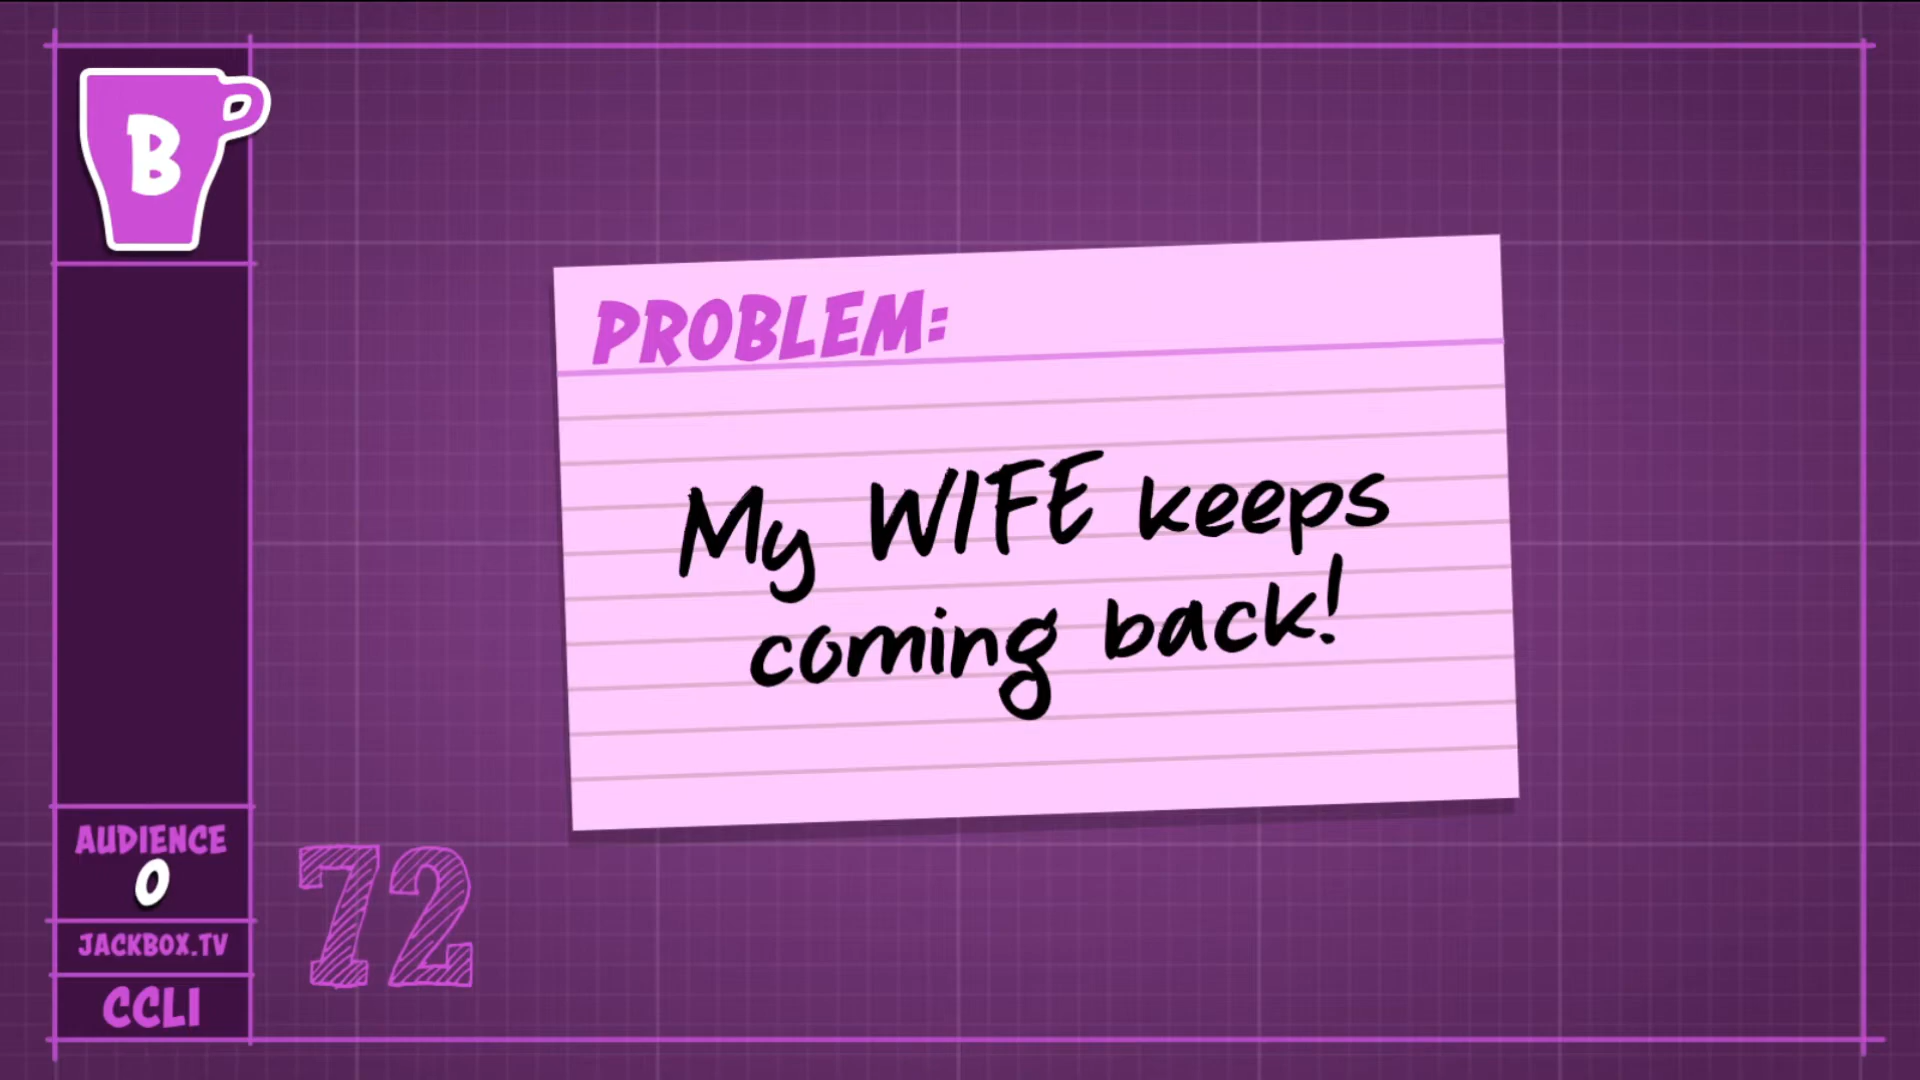 B
PROBLEM:
My WIFE keeps
coming back!
AUDIENCE
0
JACKBOX.TV
CCLI
72